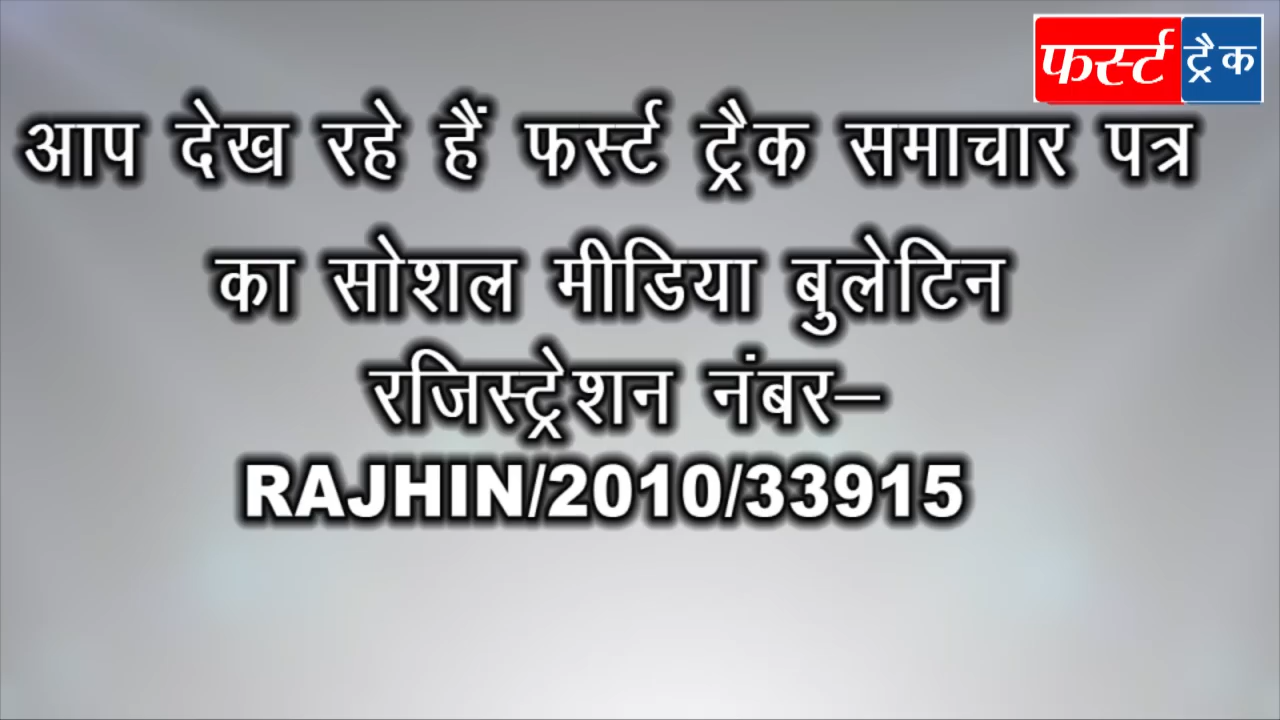 फर्स्ट ट्रैक
आप देख रहे हैं फर्स्ट ट्रैक समाचार पत्र
का सोशल मीडिया बुलेटिन
रजिस्ट्रेशन नंबर–
RAJHIN/2010/33915